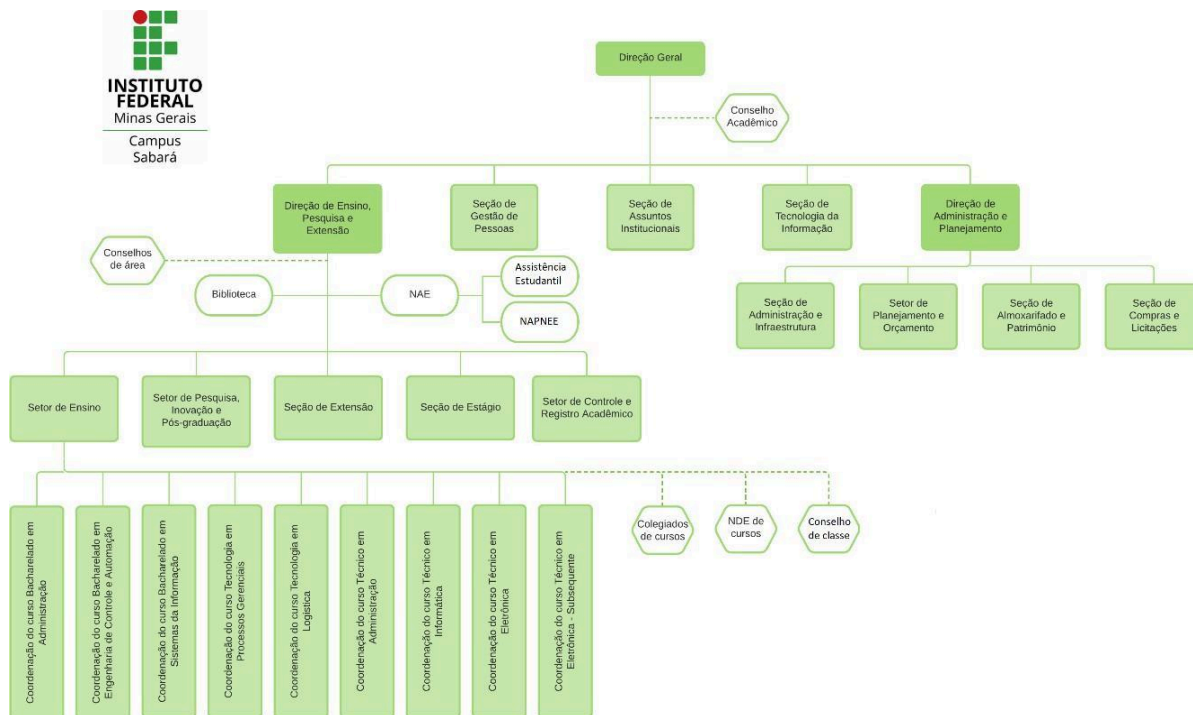 INSTITUTO
FEDERAL
Minas Gerais
Campus
Sabará
Direção Geral
Conselho
Acadêmico
Direção de Ensino,
Pesquisa e
Extensão
Seção de
Gestão de
Pessoas
Seção de
Assuntos
Institucionais
Seção de
Tecnologia da
Informação
Direção de
Administração e
Planejamento
Conselhos
de área
Biblioteca
NAE
Assistência
Estudantil
NAPNEE
Seção de
Administração e
Infraestrutura
Setor de
Planejamento e
Orçamento
Seção de
Almoxarifado e
Patrimônio
Seção de
Compras e
Licitações
Setor de Ensino
Setor de Pesquisa,
Inovação e
Pós-graduação
Seção de Extensão
Seção de Estágio
Setor de Controle e
Registro Acadêmico
Coordenação do curso Bacharelado em
Administração
Coordenação do curso Bacharelado em
Engenharia de Controle e Automação
Coordenação do curso Bacharelado em
Sistemas da Informação
Coordenação do curso Tecnologia em
Processos Gerenciais
Coordenação do curso Tecnologia em
Logística
Coordenação do curso Técnico em
Administração
Coordenação do curso Técnico em
Informática
Coordenação do curso Técnico em
Eletrônica
Coordenação do curso Técnico em
Eletrônica - Subsequente
Colegiados
de cursos
NDE de
cursos
Conselho
de classe